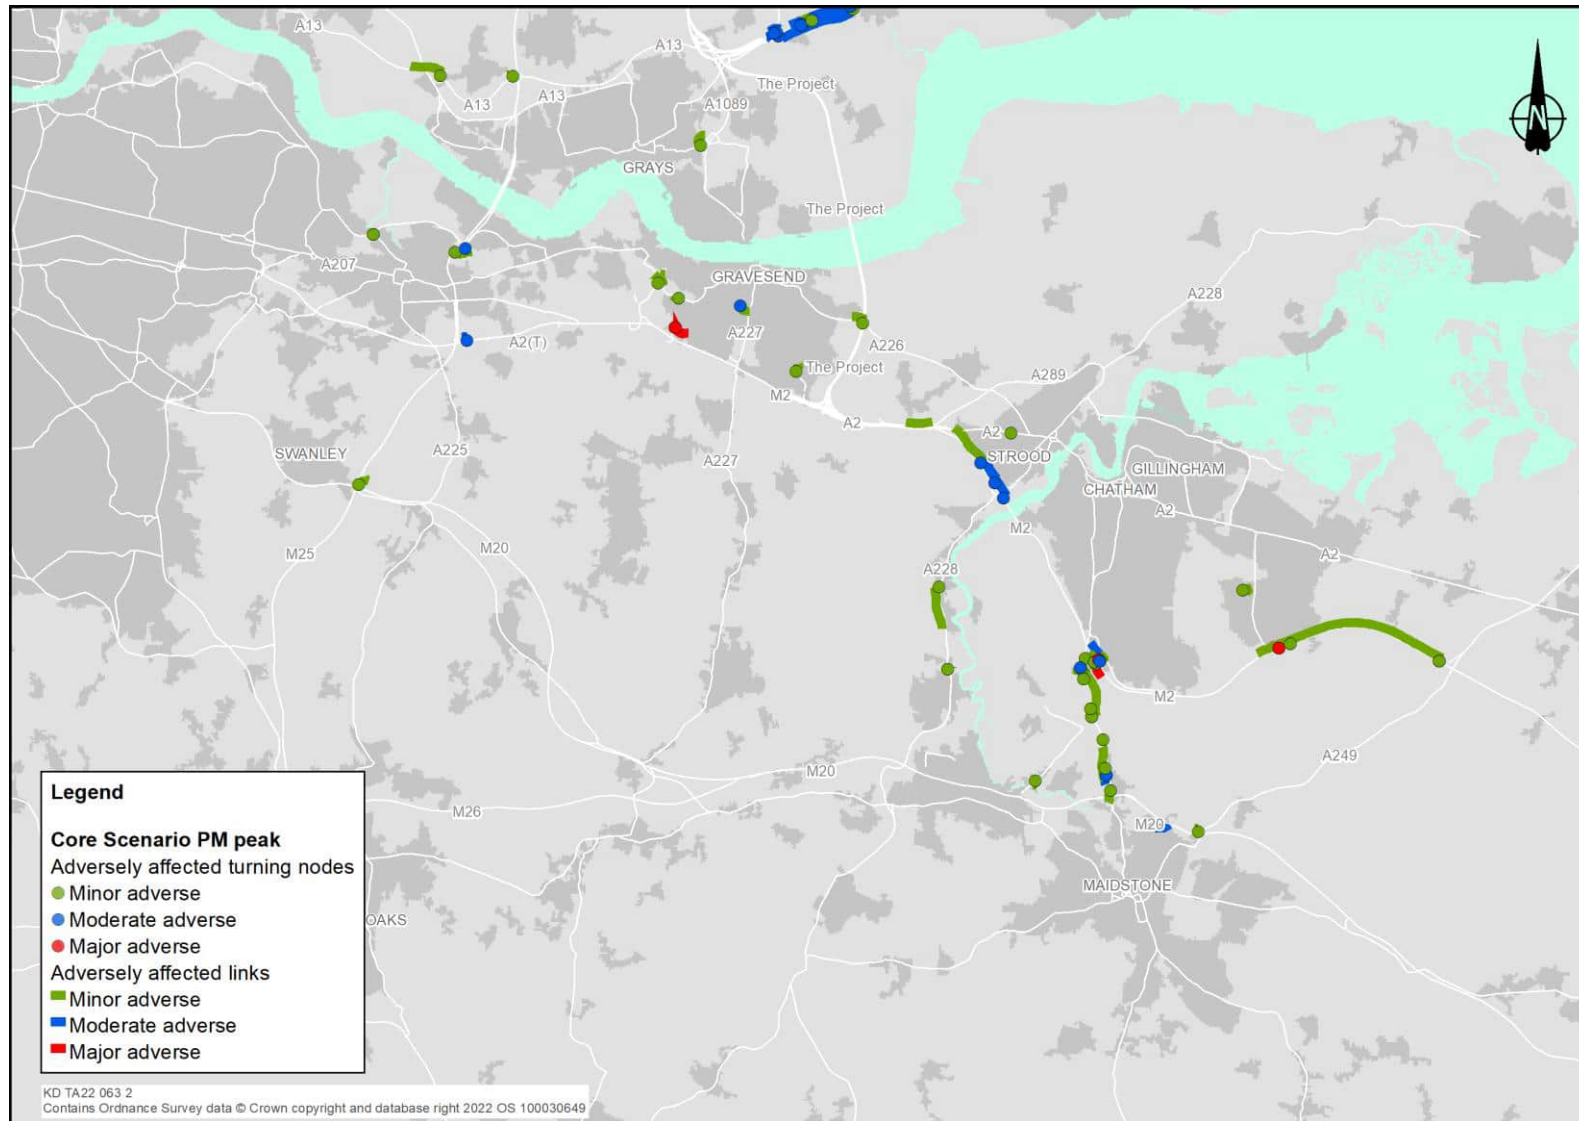 A13
A13
The Project
A13
A13
A1089
N
GRAYS
The Project
A207
GRAVESEND
A228
A2(T)
A227
A226
The Project
A289
M2
A2
A2
SWANLEY
A225
A227
STROOD
GILLINGHAM
CHATHAM
A2
M2
A2
M25
M20
A228
M2
A249
M20
M26
M20
MAIDSTONE
OAKS
Legend
Core Scenario PM peak
Adversely affected turning nodes
Minor adverse
Moderate adverse
Major adverse
Adversely affected links
Minor adverse
Moderate adverse
Major adverse
KD TA22 063 2
Contains Ordnance Survey data © Crown copyright and database right 2022 OS 100030649